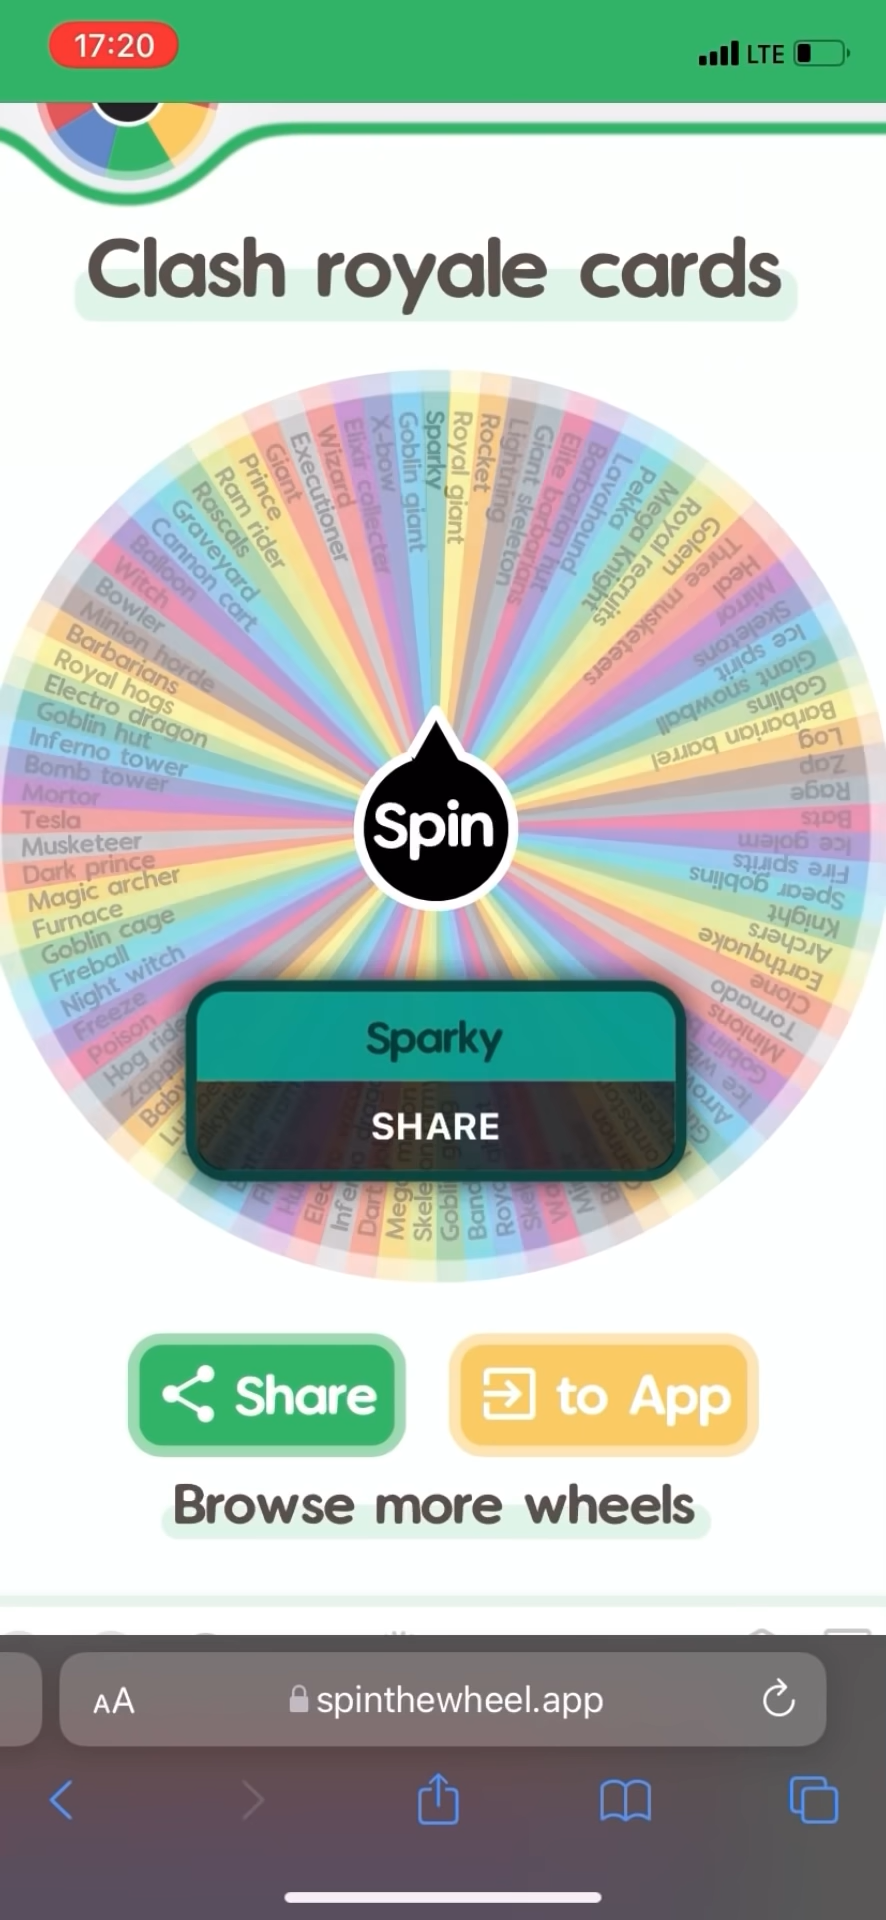 17:20
LTE
Clash royale cards
Sparky
Royal giant
Rocket
Lightning
Giant skeleton
Elite barbarians
Barbarian hut
Lavahound
Pekka
Mega Knight
Royal recruits
Golem
Three musketeers
Heal
Mirror
Skeletons
Ice spirit
Giant snowball
Goblins
Barbarian barrel
Log
Zap
Rage
Bats
Ice golem
Fire spirits
Spear goblins
Knight
Archers
Earthquake
Clone
Tornado
Minions
Goblin
Goblin giant
X-bow
Elixir collecter
Wizard
Executioner
Giant
Prince
Ram rider
Rascals
Graveyard
Cannon cart
Balloon
Witch
Bowler
Minion horde
Barbarians
Royal hogs
Electro dragon
Goblin hut
Inferno tower
Bomb tower
Mortor
Tesla
Musketeer
Dark prince
Magic archer
Furnace
Goblin cage
Fireball
Night witch
Freeze
Poison
Spin
Sparky
SHARE
Share
to App
Browse more wheels
AA
spinthewheel.app